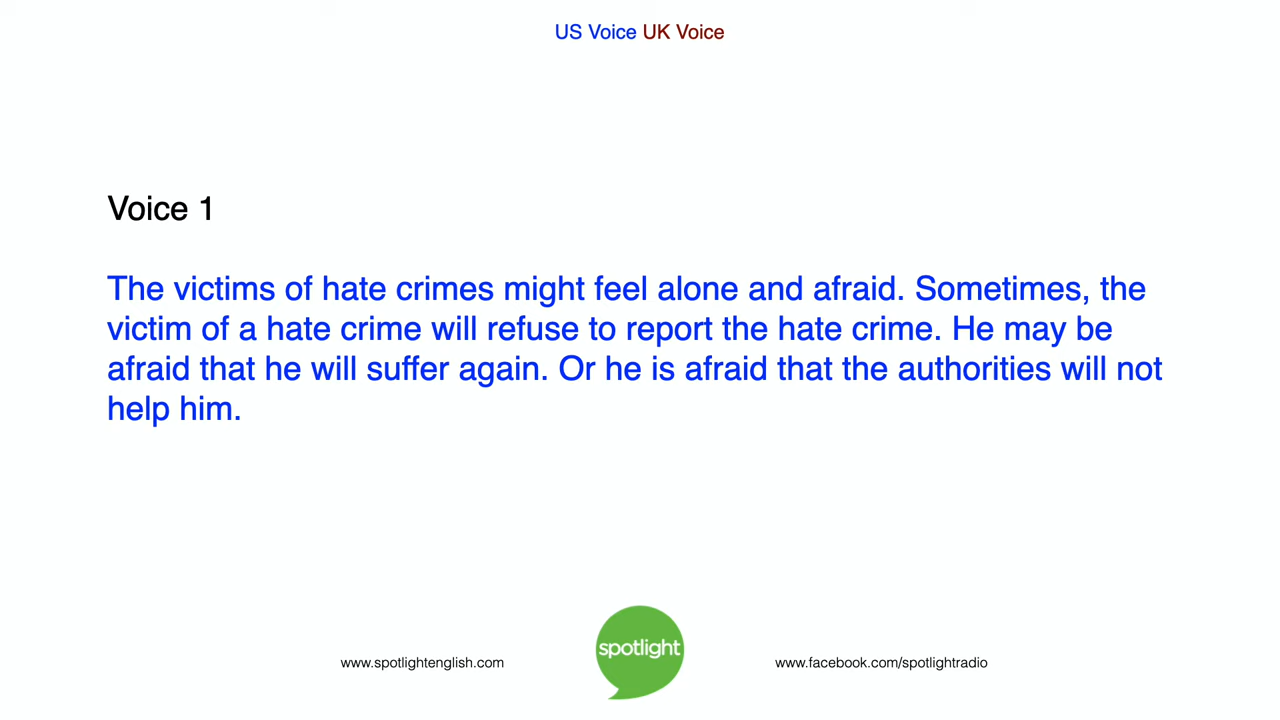 US Voice UK Voice
Voice 1
The victims of hate crimes might feel alone and afraid. Sometimes, the
victim of a hate crime will refuse to report the hate crime. He may be
afraid that he will suffer again. Or he is afraid that the authorities will not
help him.
spotlight
www.spotlightenglish.com
www.facebook.com/spotlightradio